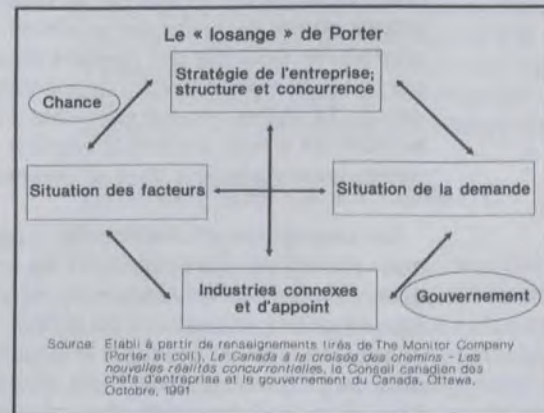 Le « losange » de Porter
Stratégie de l'entreprise;
structure et concurrence
Chance
Situation des facteurs
Situation de la demande
Industries connexes
et d'appoint
Gouvernement
Source: Établi à partir de renseignements tirés de The Monitor Company
(Porter et coll.), Le Canada à la croisée des chemins - Les
nouvelles réalités concurrentielles, le Conseil canadien des
chefs d'entreprise et le gouvernement du Canada, Ottawa,
Octobre, 1991